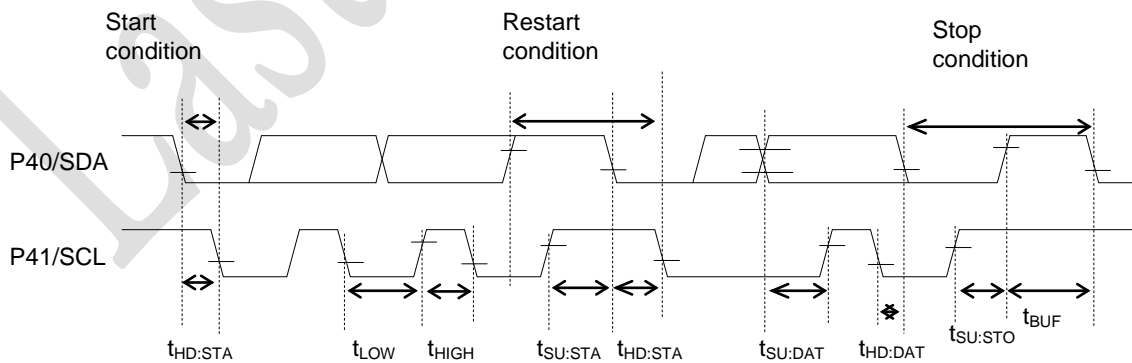 Start
condition
Restart
condition
Stop
condition
P40/SDA
P41/SCL
tHD:STA
tLOW
tHIGH
tSU:STA
tHD:STA
tSU:DAT
tHD:DAT
tSU:STO
tBUF